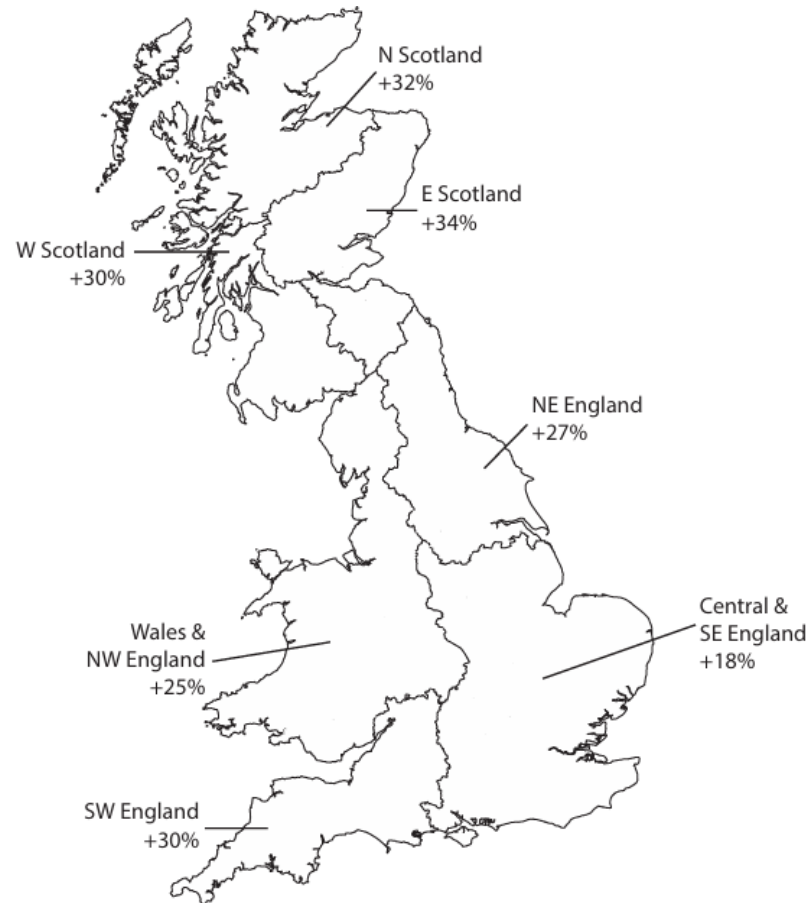 N Scotland
+32%
E Scotland
+34%
W Scotland
+30%
NE England
+27%
Central &
SE England
+18%
Wales &
NW England
+25%
SW England
+30%